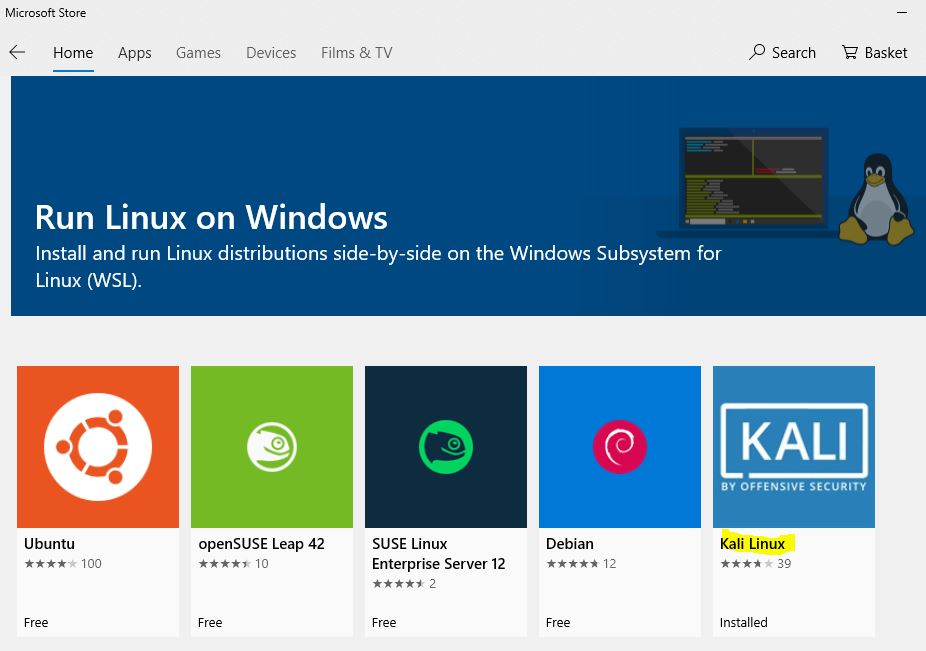 Microsoft Store
Home Apps Games Devices Films & TV Search Basket
Run Linux on Windows
Install and run Linux distributions side-by-side on the Windows Subsystem for
Linux (WSL).
KALI
BY OFFENSIVE SECURITY
Ubuntu
100
Free
openSUSE Leap 42
10
Free
SUSE Linux
Enterprise Server 12
2
Free
Debian
12
Free
Kali Linux
39
Installed